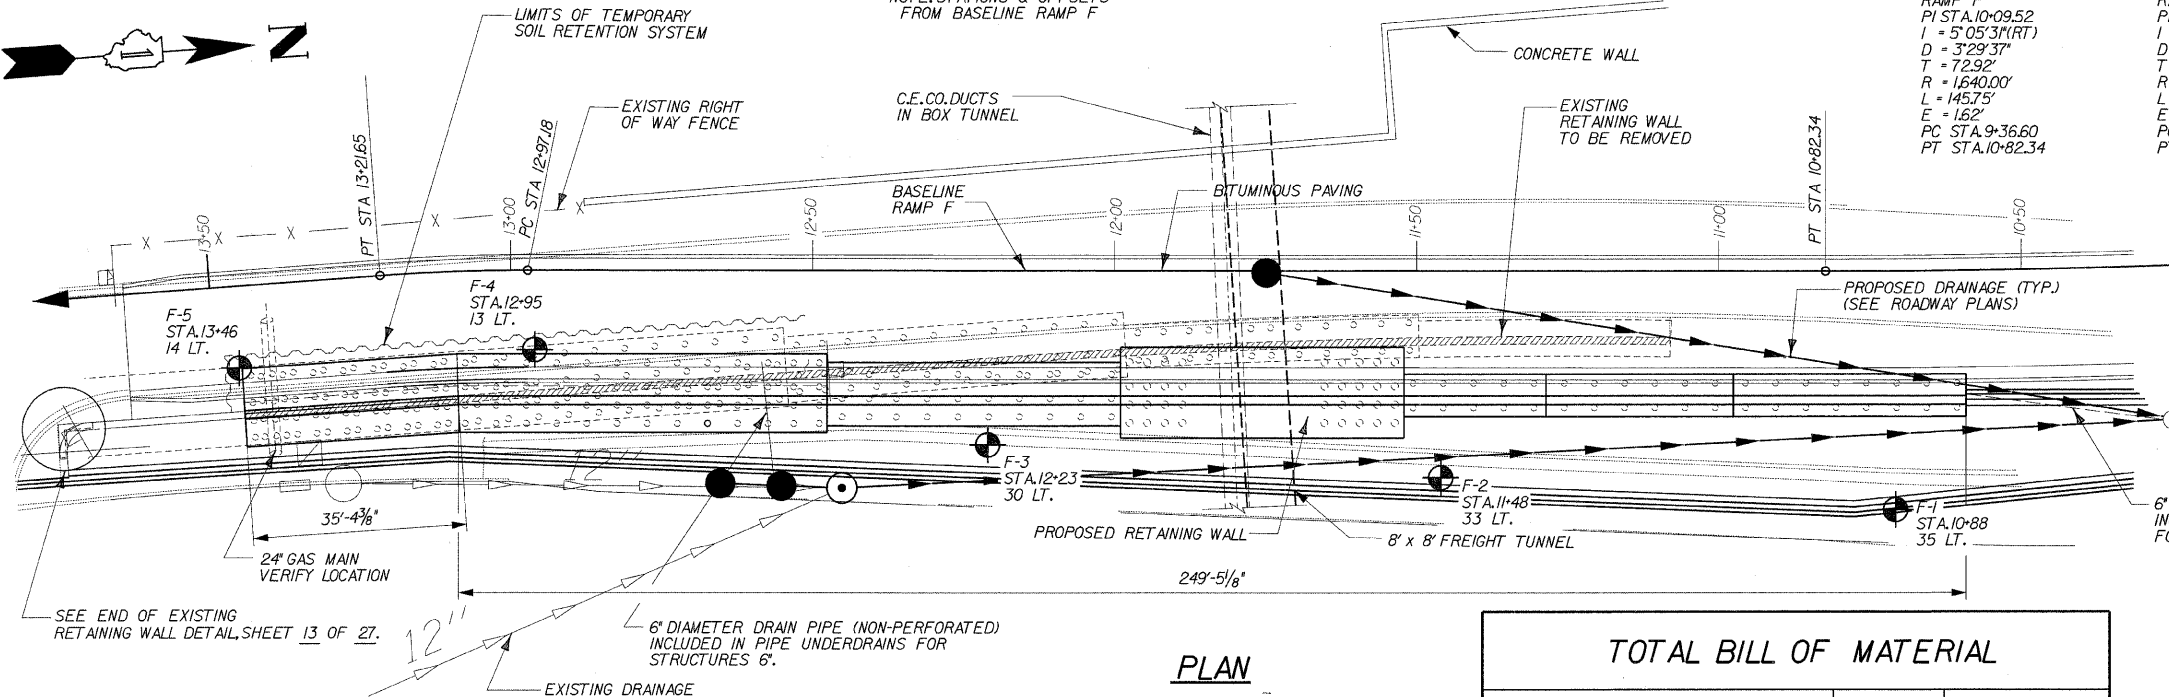 LIMITS OF TEMPORARY
SOIL RETENTION SYSTEM
FROM BASELINE RAMP F
N
CONCRETE WALL
PI STA.10+09.52
I = 5°05'31"(RT)
D = 3°29'37"
T = 72.92'
R = 1,640.00'
L = 145.75'
E = 1.62'
PC STA.9+36.60
PT STA.10+82.34
EXISTING RIGHT
OF WAY FENCE
C.E.CO.DUCTS
IN BOX TUNNEL
EXISTING
RETAINING WALL
TO BE REMOVED
PT STA 13+21.65
PC STA 12+97.18
BASELINE
RAMP F
BITUMINOUS PAVING
PT STA 10+82.34
13+50
13+00
12+50
12+00
11+50
11+00
10+50
F-5
STA.13+46
14 LT.
F-4
STA.12+95
13 LT.
PROPOSED DRAINAGE (TYP.)
(SEE ROADWAY PLANS)
12"
F-3
STA.12+23
30 LT.
F-2
STA.11+48
33 LT.
F-1
STA.10+88
35 LT.
35'-4⅜"
PROPOSED RETAINING WALL
8' x 8' FREIGHT TUNNEL
24" GAS MAIN
VERIFY LOCATION
249'-5⅛"
SEE END OF EXISTING
RETAINING WALL DETAIL, SHEET 13 OF 27.
12"
6" DIAMETER DRAIN PIPE (NON-PERFORATED)
INCLUDED IN PIPE UNDERDRAINS FOR
STRUCTURES 6".
EXISTING DRAINAGE
PLAN
TOTAL BILL OF MATERIAL
6"
IN